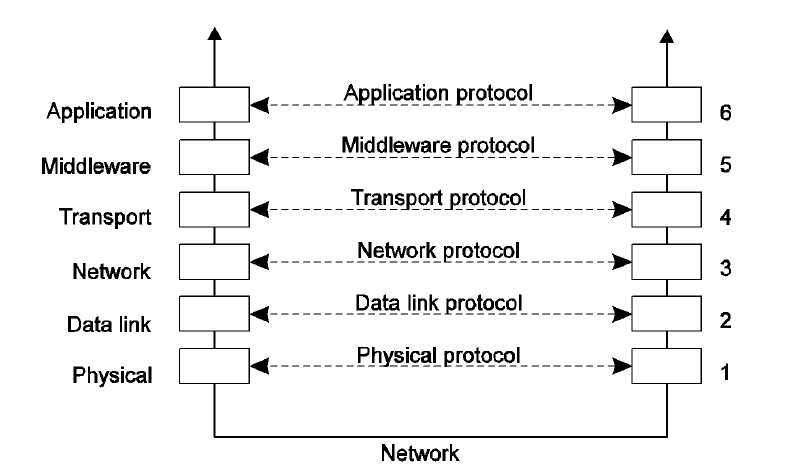 Application
Application protocol
6
Middleware
Middleware protocol
5
Transport
Transport protocol
4
Network
Network protocol
3
Data link
Data link protocol
2
Physical
Physical protocol
1
Network